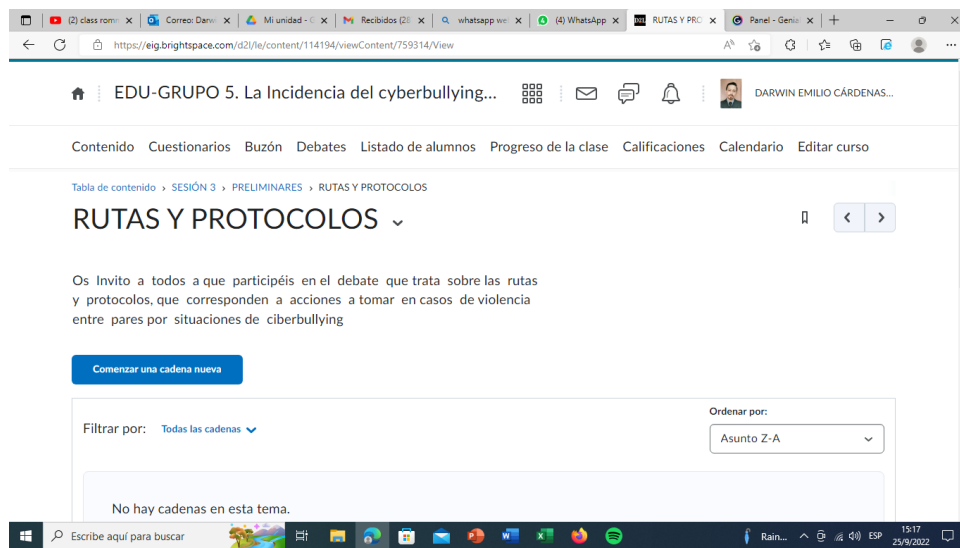 (2) class rom
Correo: Darw
Mi unidad - G
Recibidos (28
whatsapp we
(4) WhatsApp
RUTAS Y PRO
Panel - Genia
https://eig.brightspace.com/d2l/le/content/114194/viewContent/759314/View
EDU-GRUPO 5. La Incidencia del cyberbullying...
DARWIN EMILIO CÁRDENAS...
Contenido Cuestionarios Buzón Debates Listado de alumnos Progreso de la clase Calificaciones Calendario Editar curso
Tabla de contenido › SESIÓN 3 › PRELIMINARES › RUTAS Y PROTOCOLOS
RUTAS Y PROTOCOLOS
Os Invito a todos a que participéis en el debate que trata sobre las rutas
y protocolos, que corresponden a acciones a tomar en casos de violencia
entre pares por situaciones de ciberbullying
Comenzar una cadena nueva
Filtrar por: Todas las cadenas
Ordenar por:
Asunto Z-A
No hay cadenas en esta tema.
Escribe aquí para buscar
Rain...
ESP
15:17
25/9/2022